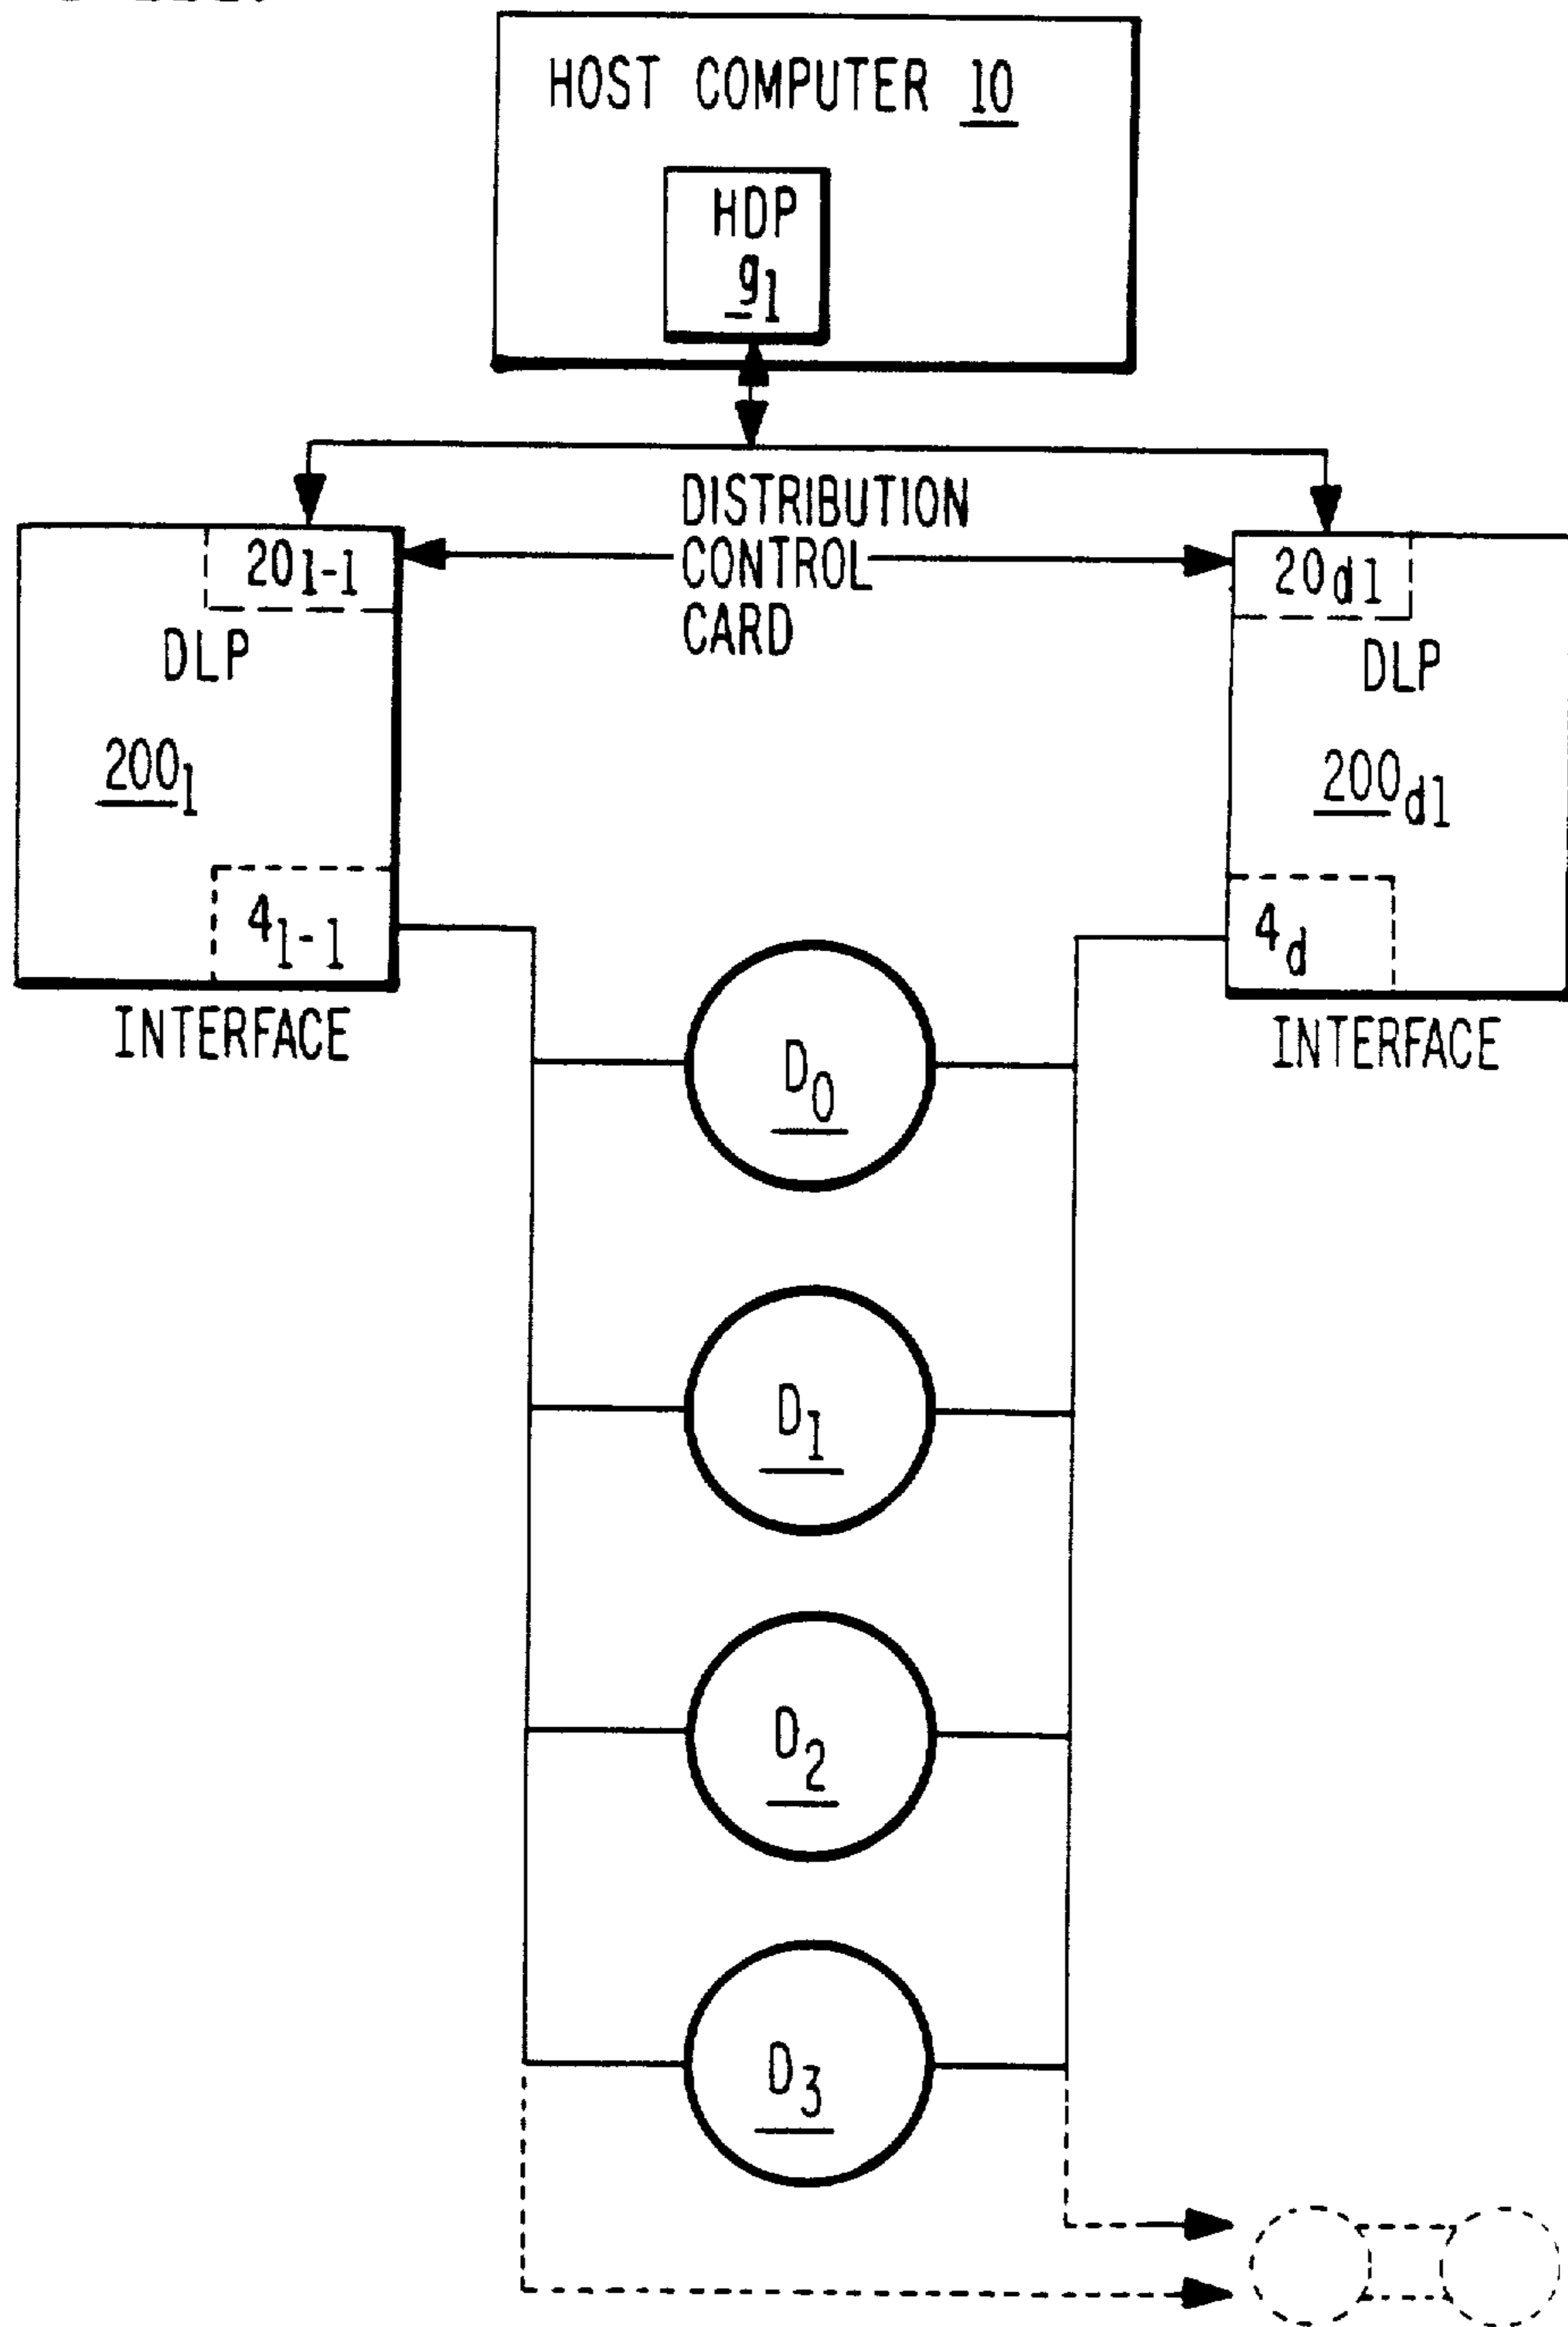 HOST COMPUTER 10
HDP
g1
DISTRIBUTION
CONTROL
CARD
201-1
DLP
2001
41-1
INTERFACE
20d1
DLP
200d1
4d
INTERFACE
D0
D1
D2
D3